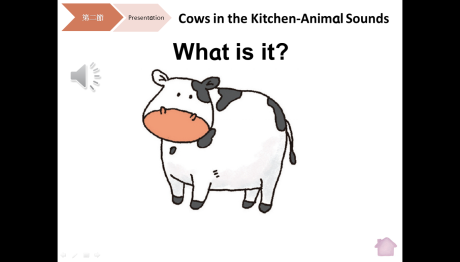 第二節
Presentation
Cows in the Kitchen-Animal Sounds
What is it?